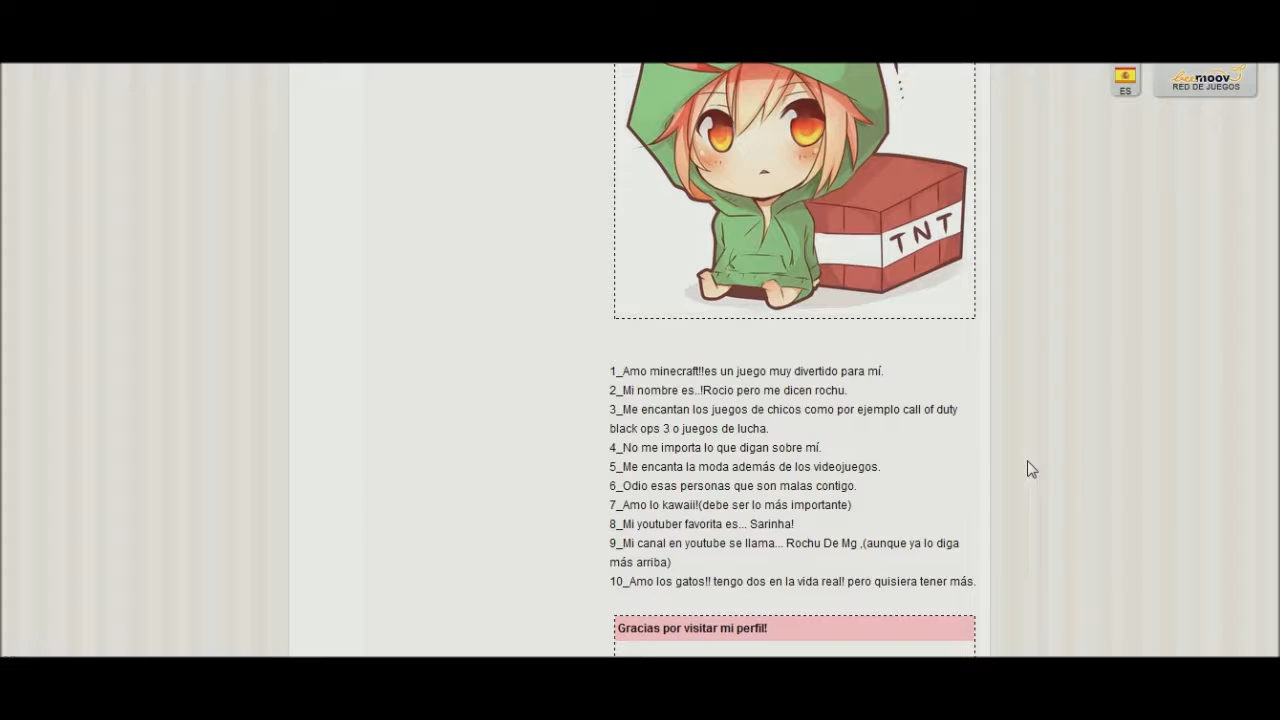 ES
beemoov
RED DE JUEGOS
TNT
1_Amo minecraft!!es un juego muy divertido para mí.
2_Mi nombre es..!Rocio pero me dicen rochu.
3_Me encantan los juegos de chicos como por ejemplo call of duty
black ops 3 o juegos de lucha.
4_No me importa lo que digan sobre mí.
5_Me encanta la moda además de los videojuegos.
6_Odio esas personas que son malas contigo.
7_Amo lo kawaii!(debe ser lo más importante)
8_Mi youtuber favorita es... Sarinha!
9_Mi canal en youtube se llama... Rochu De Mg ,(aunque ya lo diga
más arriba)
10_Amo los gatos!! tengo dos en la vida real! pero quisiera tener más.
Gracias por visitar mi perfil!